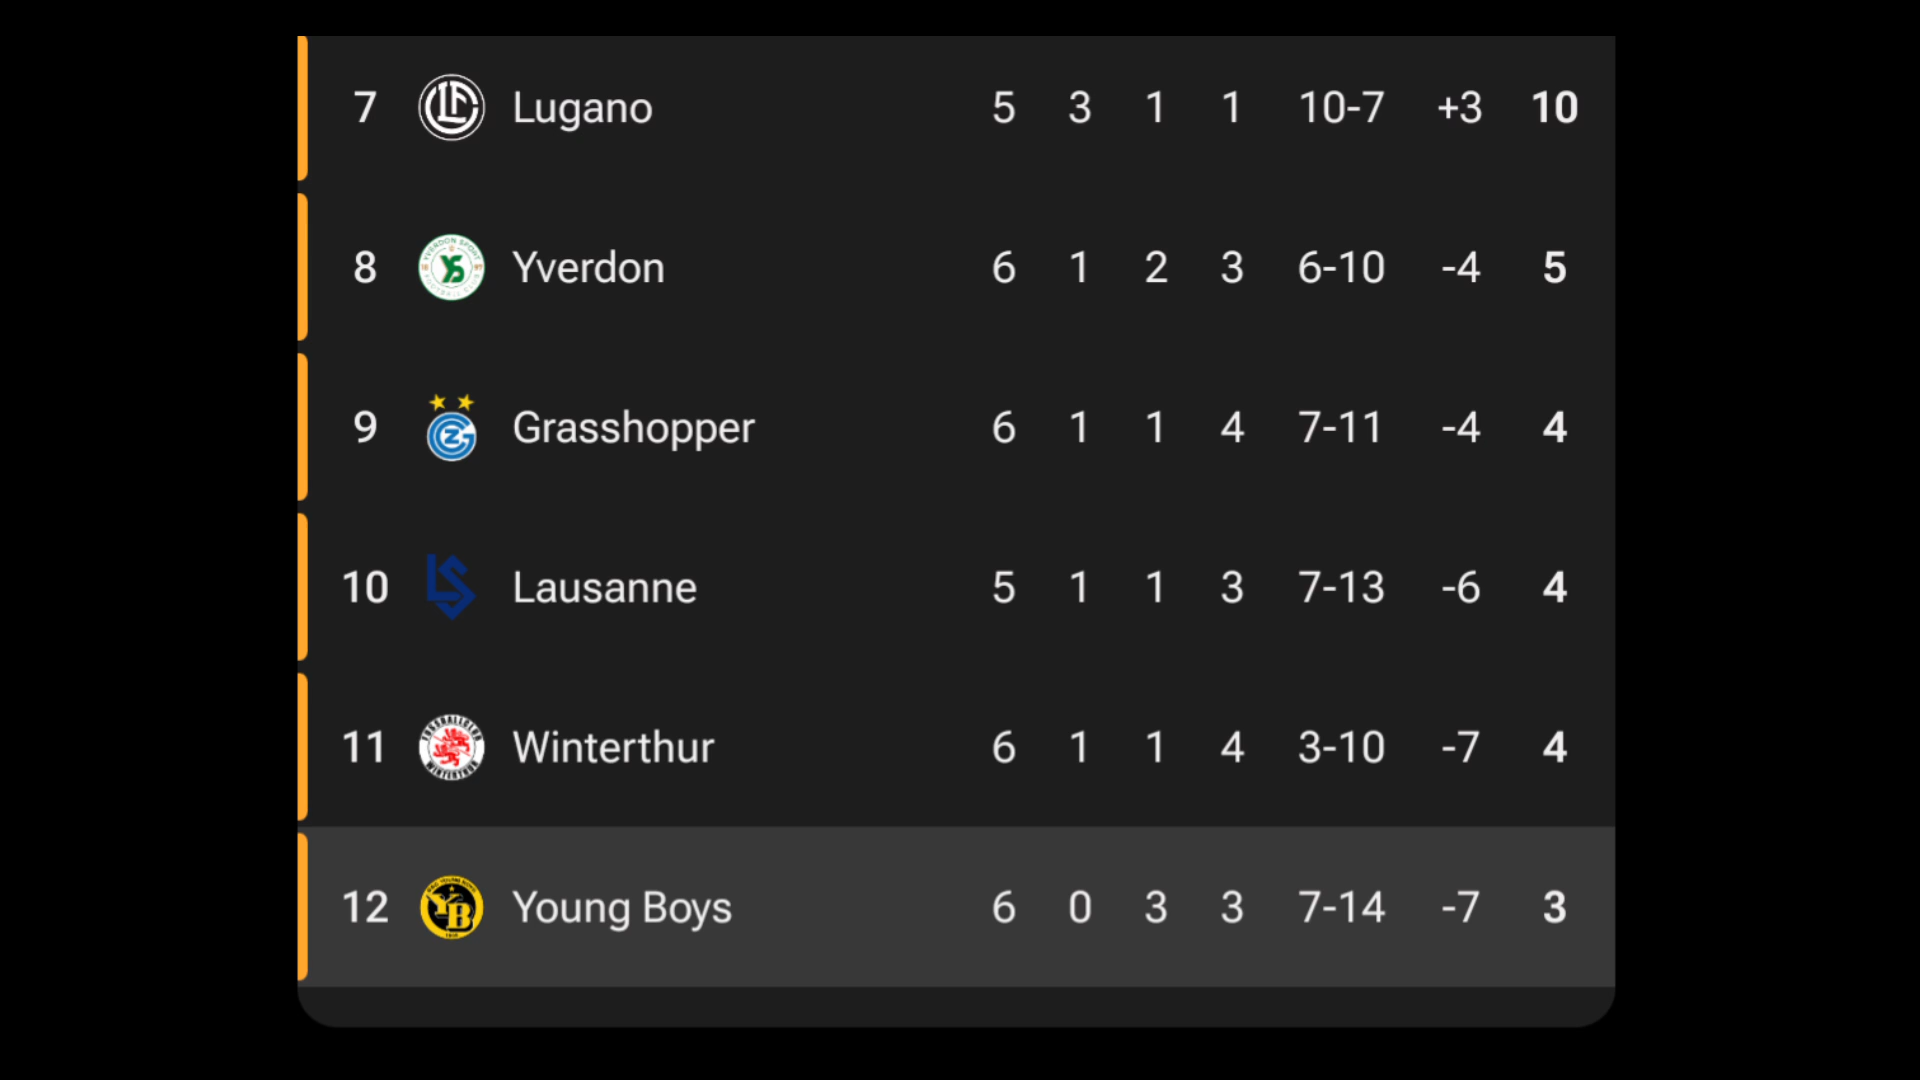 7 Lugano 5 3 1 1 10-7 +3 10
8 Yverdon 6 1 2 3 6-10 -4 5
9 Grasshopper 6 1 1 4 7-11 -4 4
10 Lausanne 5 1 1 3 7-13 -6 4
11 Winterthur 6 1 1 4 3-10 -7 4
12 YB Young Boys 6 0 3 3 7-14 -7 3